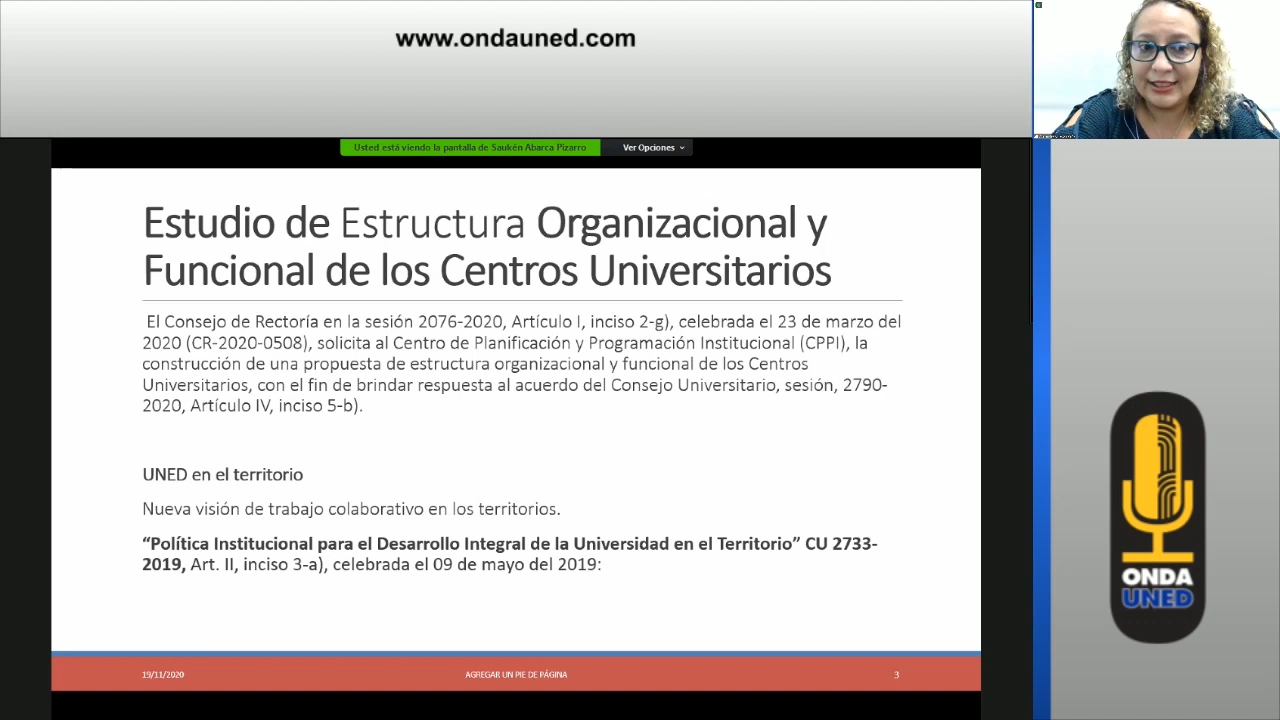 www.ondauned.com
Usted está viendo la pantalla de Saukén Abarca Pizarro
Ver Opciones
Estudio de Estructura Organizacional y
Funcional de los Centros Universitarios
El Consejo de Rectoría en la sesión 2076-2020, Artículo I, inciso 2-g), celebrada el 23 de marzo del
2020 (CR-2020-0508), solicita al Centro de Planificación y Programación Institucional (CPPI), la
construcción de una propuesta de estructura organizacional y funcional de los Centros
Universitarios, con el fin de brindar respuesta al acuerdo del Consejo Universitario, sesión, 2790-
2020, Artículo IV, inciso 5-b).
UNED en el territorio
Nueva visión de trabajo colaborativo en los territorios.
“Política Institucional para el Desarrollo Integral de la Universidad en el Territorio” CU 2733-
2019, Art. II, inciso 3-a), celebrada el 09 de mayo del 2019:
19/11/2020
AGREGAR UN PIE DE PÁGINA
3
ONDA
UNED